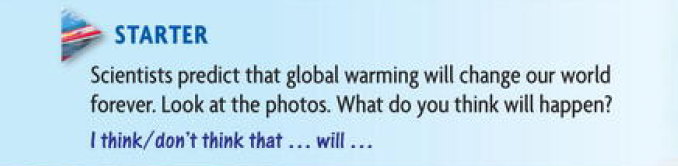 STARTER
Scientists predict that global warming will change our world
forever. Look at the photos. What do you think will happen?
I think/don't think that ... will ...